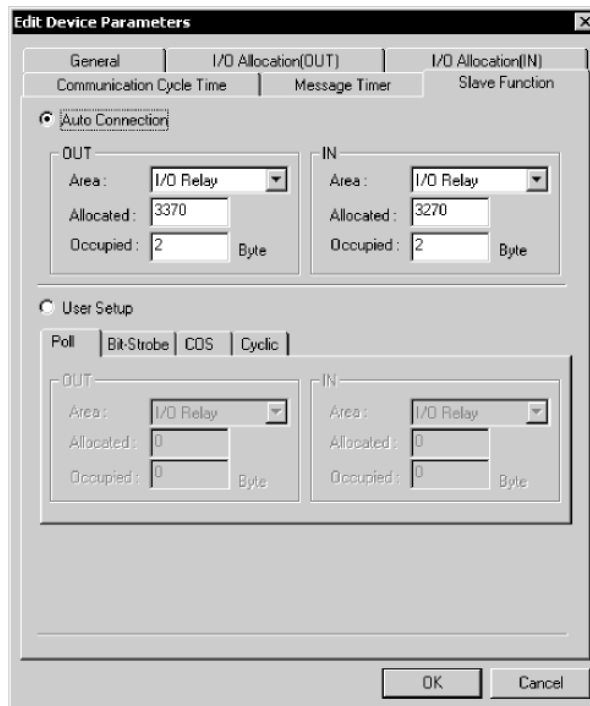 Edit Device Parameters
General I/O Allocation(OUT) I/O Allocation(IN)
Communication Cycle Time Message Timer Slave Function
Auto Connection
OUT IN
Area : I/O Relay Area : I/O Relay
Allocated : 3370 Allocated : 3270
Occupied : 2 Byte Occupied : 2 Byte
User Setup
Poll Bit-Strobe COS Cyclic
OUT IN
Area : I/O Relay Area : I/O Relay
Allocated : 0 Allocated : 0
Occupied : 0 Byte Occupied : 0 Byte
OK Cancel